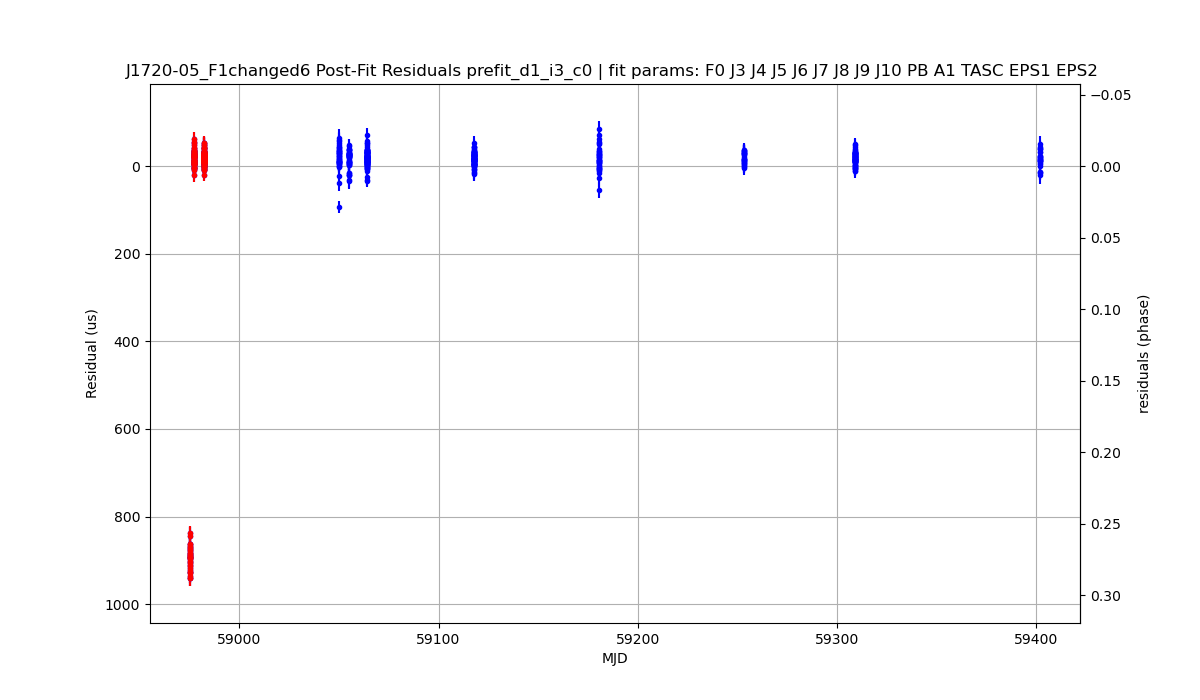 J1720-05_F1changed6 Post-Fit Residuals prefit_d1_i3_c0 | fit params: F0 J3 J4 J5 J6 J7 J8 J9 J10 PB A1 TASC EPS1 EPS2
−0.05
0 0.00
200 0.05
Residual (us) 400 0.10 residuals (phase)
0.15
600 0.20
800 0.25
1000 0.30
59000 59100 59200 59300 59400
MJD